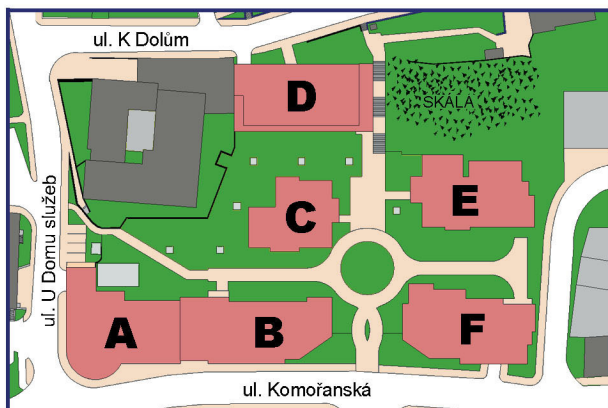 ul. K Dolům
D
SKÁLA
C
E
ul. U Domu služeb
A
B
F
ul. Komořanská